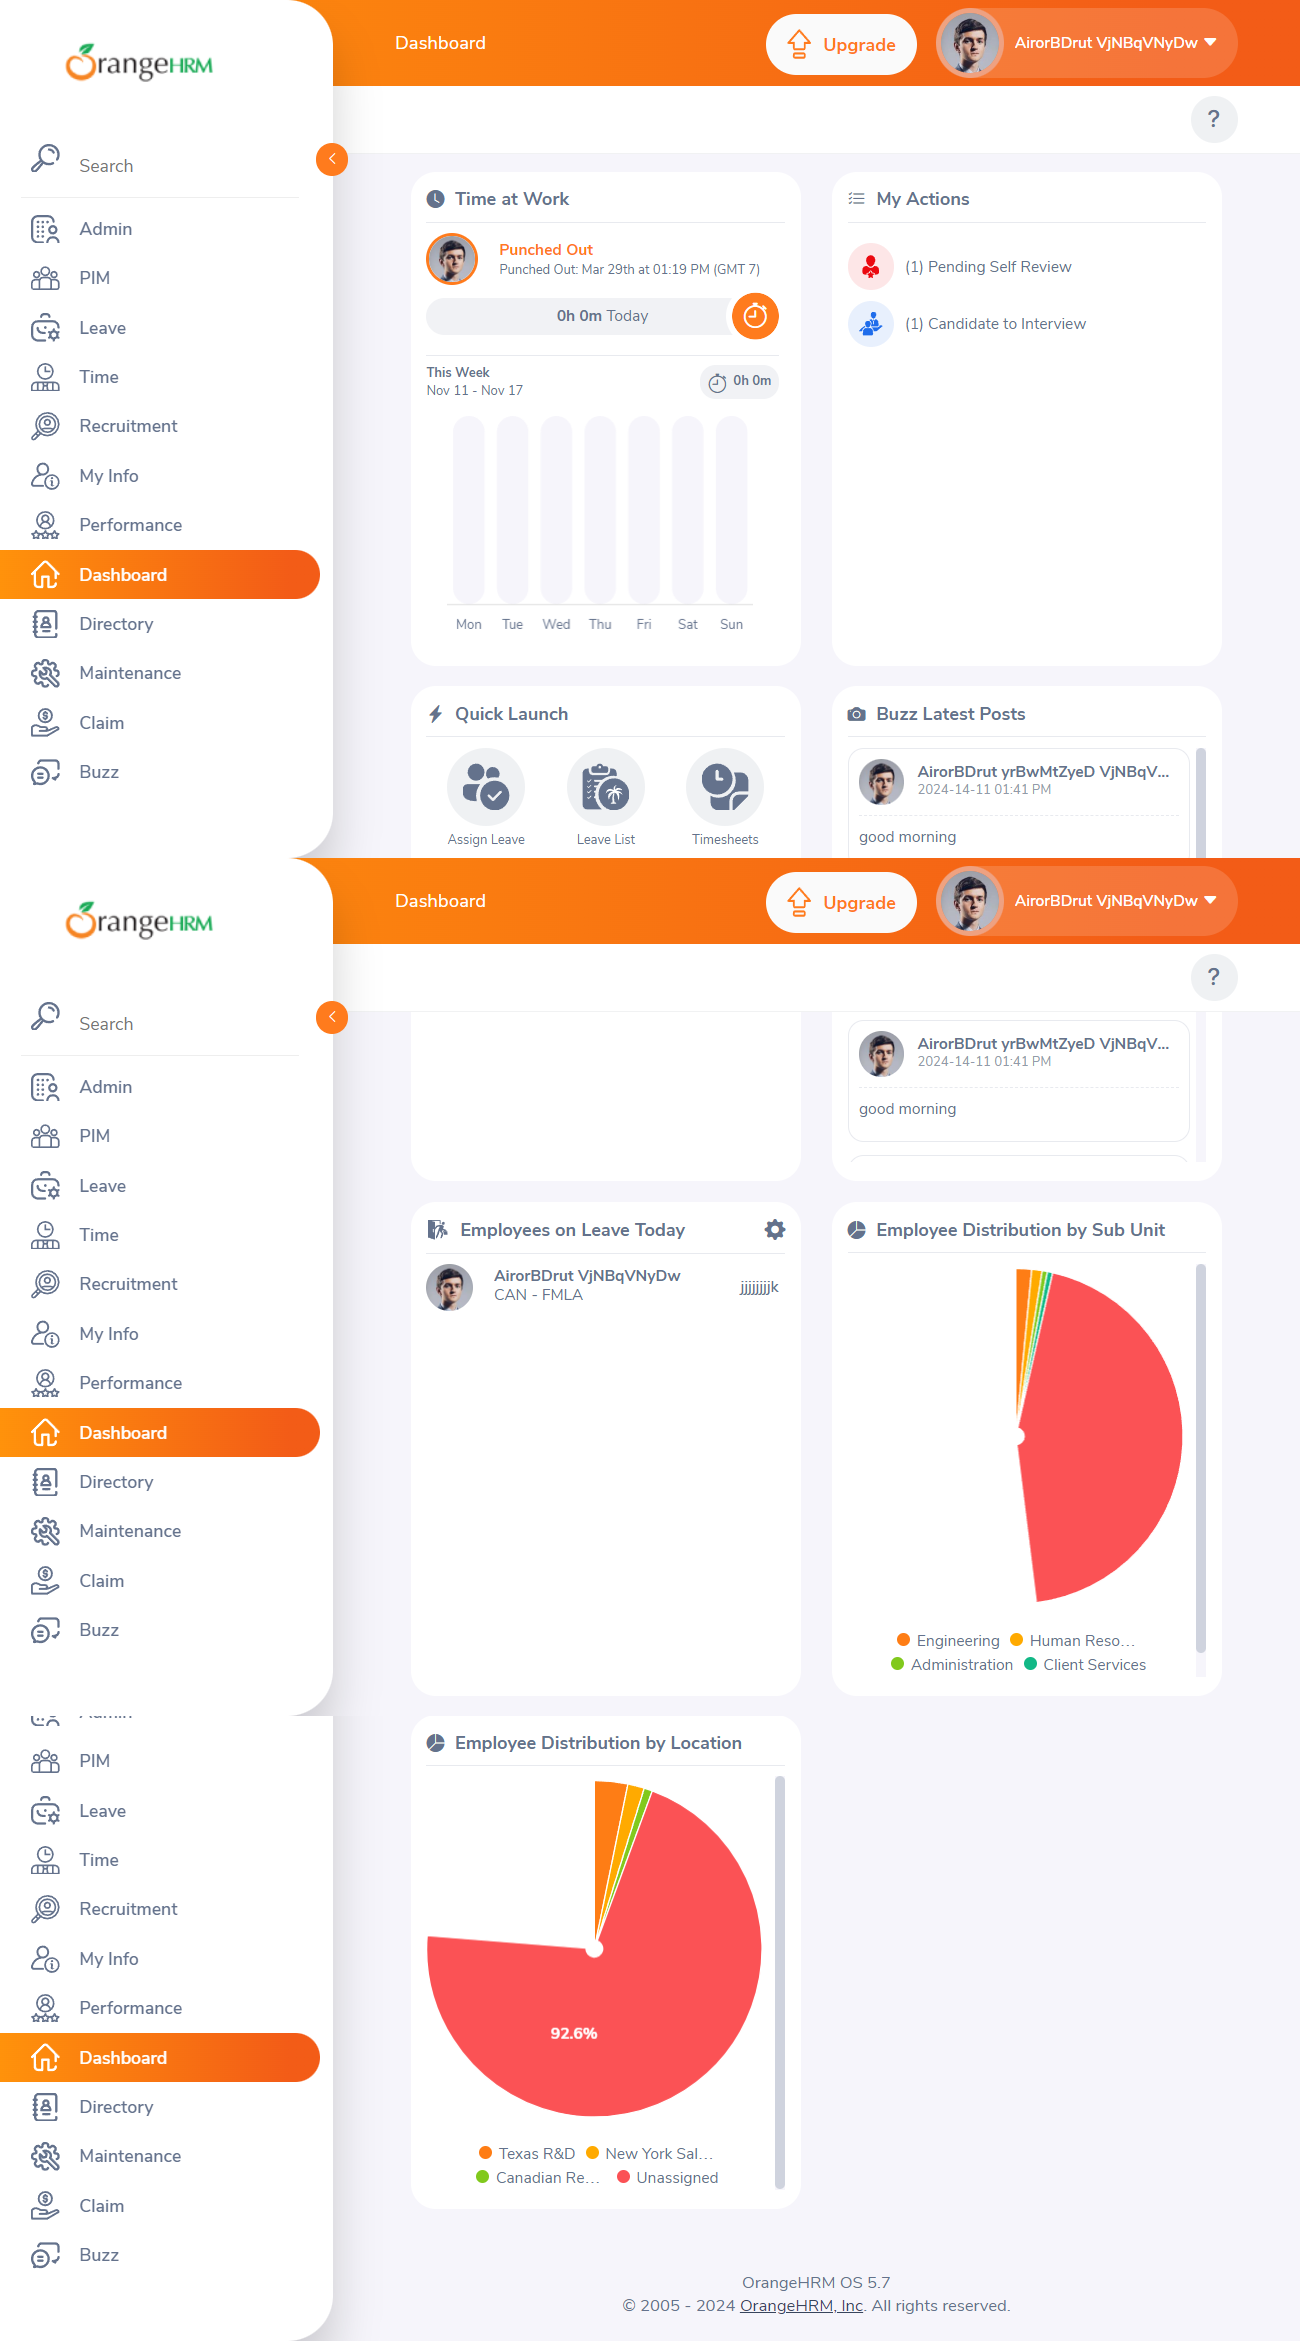 OrangeHRM
Dashboard
Upgrade
AirorBDrut VjNBqVNyDw
?
Search
Admin
PIM
Leave
Time
Recruitment
My Info
Performance
Dashboard
Directory
Maintenance
Claim
Buzz
Time at Work
Punched Out
Punched Out: Mar 29th at 01:19 PM (GMT 7)
0h 0m Today
This Week
Nov 11 - Nov 17
0h 0m
Mon Tue Wed Thu Fri Sat Sun
My Actions
(1) Pending Self Review
(1) Candidate to Interview
Quick Launch
Assign Leave
Leave List
Timesheets
Buzz Latest Posts
AirorBDrut yrBwMtZyeD VjNBqV...
2024-14-11 01:41 PM
good morning
OrangeHRM
Dashboard
Upgrade
AirorBDrut VjNBqVNyDw
?
Search
Admin
PIM
Leave
Time
Recruitment
My Info
Performance
Dashboard
Directory
Maintenance
Claim
Buzz
AirorBDrut yrBwMtZyeD VjNBqV...
2024-14-11 01:41 PM
good morning
Employees on Leave Today
AirorBDrut VjNBqVNyDw
CAN - FMLA
Employee Distribution by Sub Unit
Engineering
Human Reso...
Administration
Client Services
Admin
PIM
Leave
Time
Recruitment
My Info
Performance
Dashboard
Directory
Maintenance
Claim
Buzz
Employee Distribution by Location
92.6%
Texas R&D
New York Sal...
Canadian Re...
Unassigned
OrangeHRM OS 5.7
© 2005 - 2024 OrangeHRM, Inc. All rights reserved.